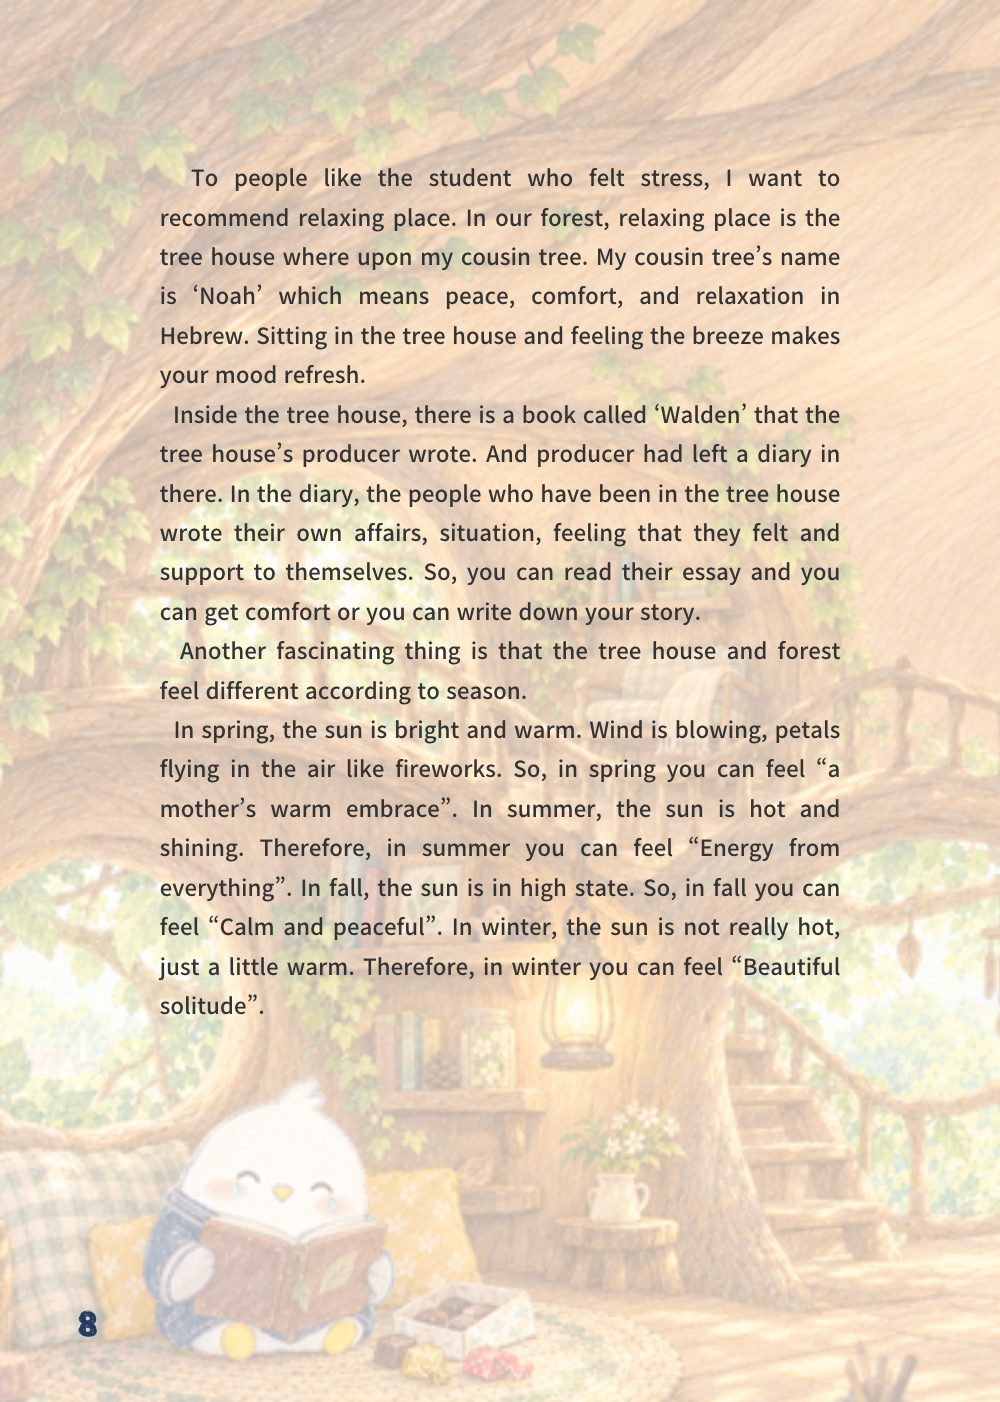 To people like the student who felt stress, I want to
recommend relaxing place. In our forest, relaxing place is the
tree house where upon my cousin tree. My cousin tree’s name
is ‘Noah’ which means peace, comfort, and relaxation in
Hebrew. Sitting in the tree house and feeling the breeze makes
your mood refresh.
Inside the tree house, there is a book called ‘Walden’ that the
tree house’s producer wrote. And producer had left a diary in
there. In the diary, the people who have been in the tree house
wrote their own affairs, situation, feeling that they felt and
support to themselves. So, you can read their essay and you
can get comfort or you can write down your story.
Another fascinating thing is that the tree house and forest
feel different according to season.
In spring, the sun is bright and warm. Wind is blowing, petals
flying in the air like fireworks. So, in spring you can feel “a
mother’s warm embrace”. In summer, the sun is hot and
shining. Therefore, in summer you can feel “Energy from
everything”. In fall, the sun is in high state. So, in fall you can
feel “Calm and peaceful”. In winter, the sun is not really hot,
just a little warm. Therefore, in winter you can feel “Beautiful
solitude”.
8